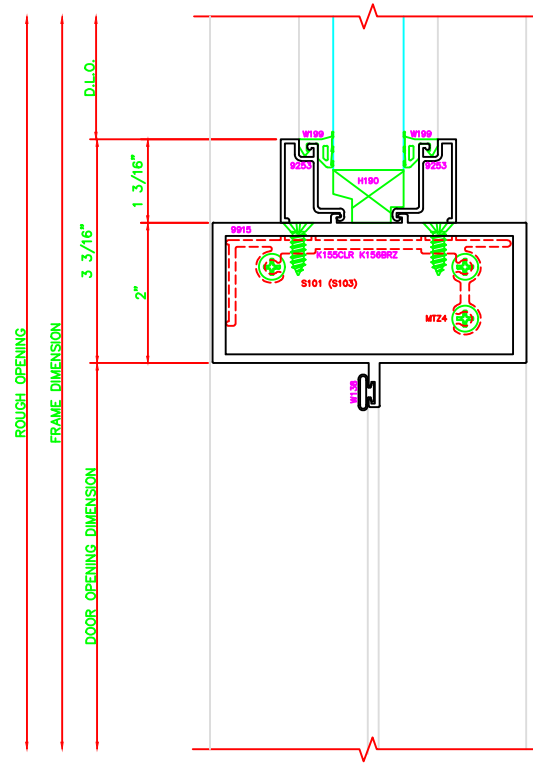 D.L.O.
W199
W199
9253
9253
H190
1 3/16"
3 3/16"
9915
K155CLR K156BRZ
S101 (S103)
2"
MTZ4
W138
ROUGH OPENING
FRAME DIMENSION
DOOR OPENING DIMENSION